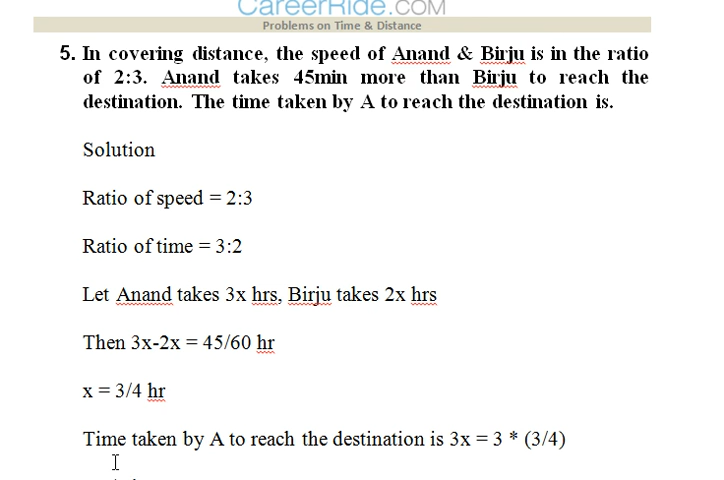 CareerRide.COM
Problems on Time & Distance
5. In covering distance, the speed of Anand & Birju is in the ratio
of 2:3. Anand takes 45min more than Birju to reach the
destination. The time taken by A to reach the destination is.
Solution
Ratio of speed = 2:3
Ratio of time = 3:2
Let Anand takes 3x hrs, Birju takes 2x hrs
Then 3x-2x = 45/60 hr
x = 3/4 hr
Time taken by A to reach the destination is 3x = 3 * (3/4)